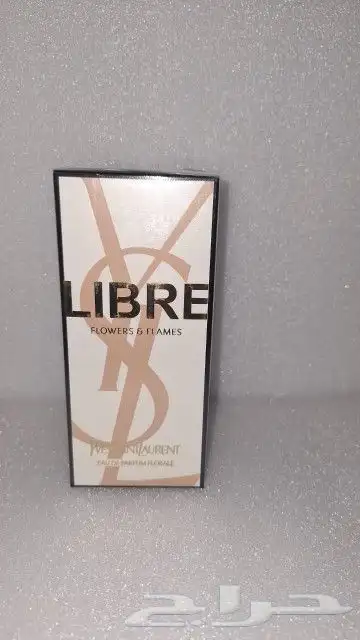 LIBRE
FLOWERS & FLAMES
YVESSAINTLAURENT
EAU DE PARFUM FLORALE
حراج